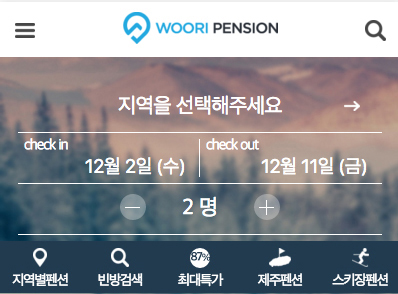 WOORI PENSION
지역을 선택해주세요
check in
check out
12월 2일 (수)
12월 11일 (금)
2 명
87%
지역별펜션 빈방검색 최대특가 제주펜션 스키장펜션